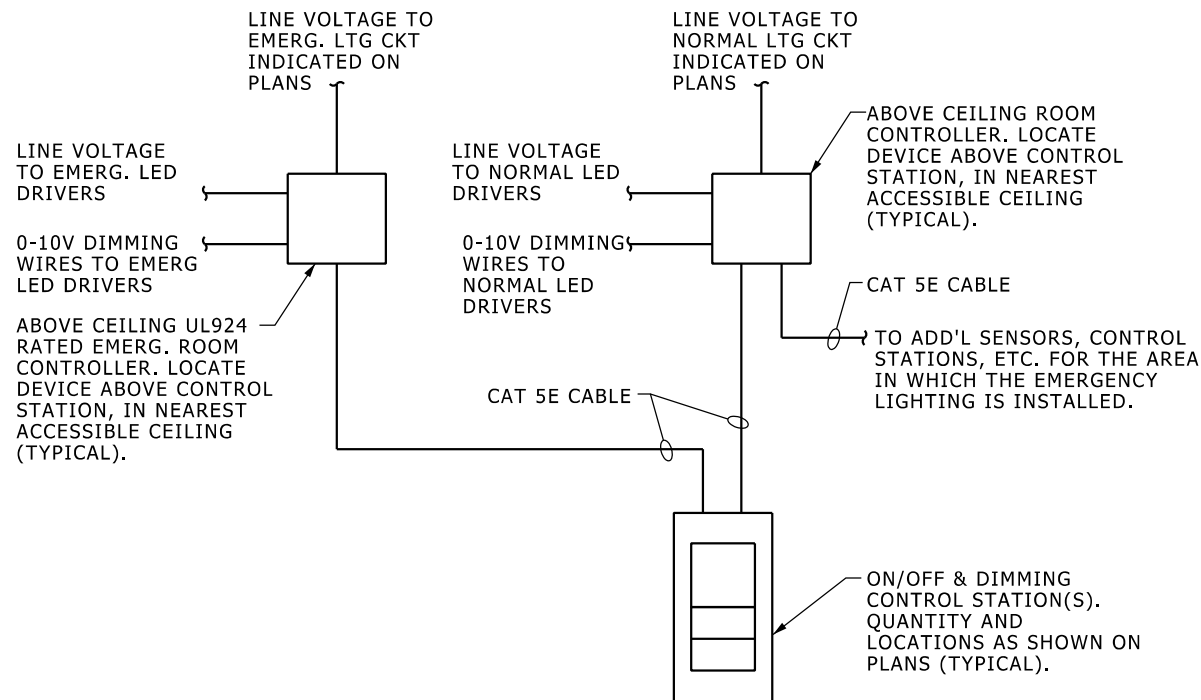 LINE VOLTAGE TO
EMERG. LTG CKT
INDICATED ON
PLANS
LINE VOLTAGE TO
NORMAL LTG CKT
INDICATED ON
PLANS
LINE VOLTAGE
TO EMERG. LED
DRIVERS
0-10V DIMMING
WIRES TO EMERG
LED DRIVERS
ABOVE CEILING UL924
RATED EMERG. ROOM
CONTROLLER. LOCATE
DEVICE ABOVE CONTROL
STATION, IN NEAREST
ACCESSIBLE CEILING
(TYPICAL).
LINE VOLTAGE
TO NORMAL LED
DRIVERS
0-10V DIMMING
WIRES TO
NORMAL LED
DRIVERS
ABOVE CEILING ROOM
CONTROLLER. LOCATE
DEVICE ABOVE CONTROL
STATION, IN NEAREST
ACCESSIBLE CEILING
(TYPICAL).
CAT 5E CABLE
TO ADD'L SENSORS, CONTROL
STATIONS, ETC. FOR THE AREA
IN WHICH THE EMERGENCY
LIGHTING IS INSTALLED.
CAT 5E CABLE
ON/OFF & DIMMING
CONTROL STATION(S).
QUANTITY AND
LOCATIONS AS SHOWN ON
PLANS (TYPICAL).